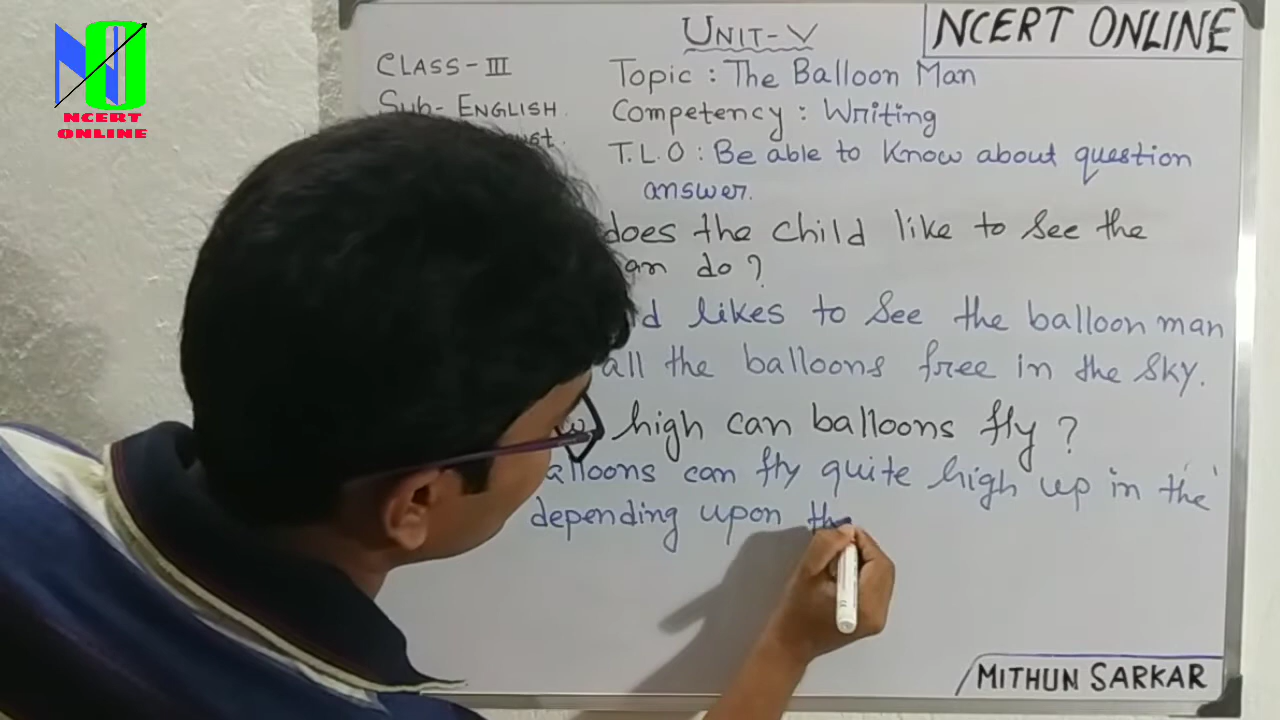 NCERT
ONLINE
UNIT-V
NCERT ONLINE
CLASS-III
Topic : The Balloon Man
Sub- ENGLISH.
Competency : Writing
T.L.O : Be able to Know about question
answer.
does the child like to see the
do ?
likes to see the balloon man
all the balloons free in the sky.
high can balloons fly ?
alloons can fly quite high up in the
depending upon the
MITHUN SARKAR